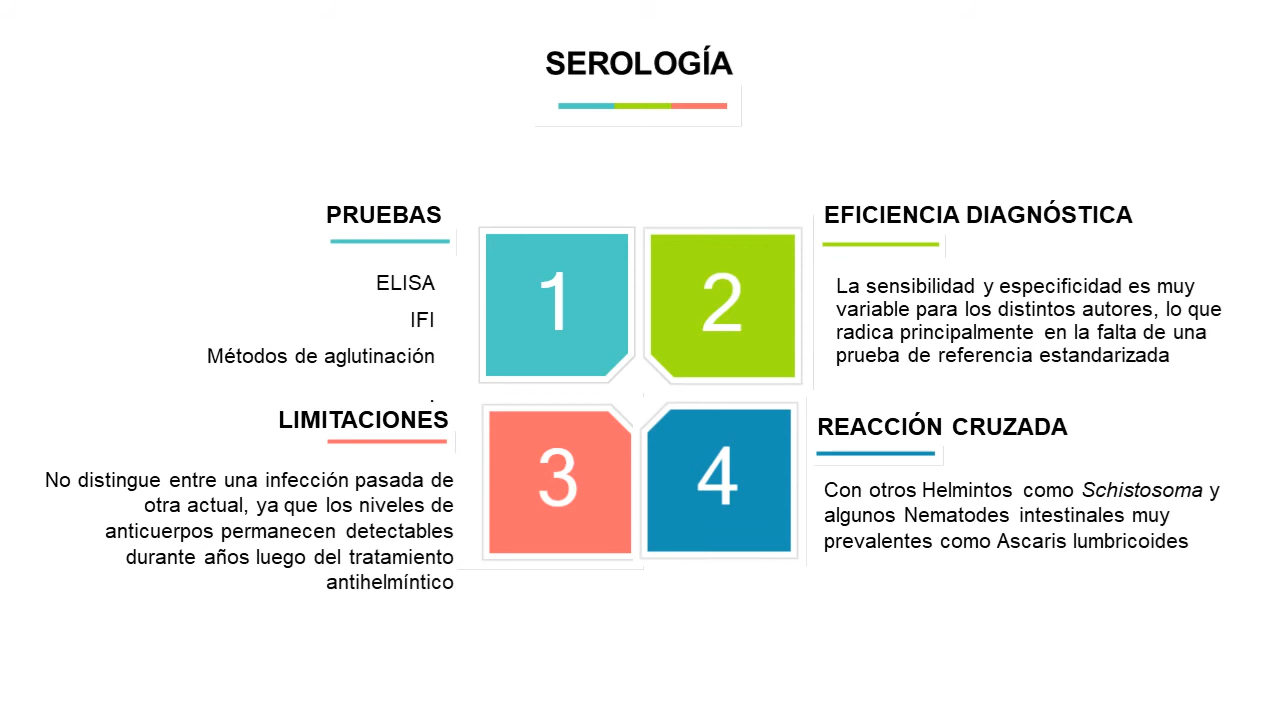 SEROLOGÍA
PRUEBAS
ELISA
IFI
Métodos de aglutinación
.
1
2
EFICIENCIA DIAGNÓSTICA
La sensibilidad y especificidad es muy
variable para los distintos autores, lo que
radica principalmente en la falta de una
prueba de referencia estandarizada
LIMITACIONES
No distingue entre una infección pasada de
otra actual, ya que los niveles de
anticuerpos permanecen detectables
durante años luego del tratamiento
antihelmíntico
3
4
REACCIÓN CRUZADA
Con otros Helmintos como Schistosoma y
algunos Nematodes intestinales muy
prevalentes como Ascaris lumbricoides